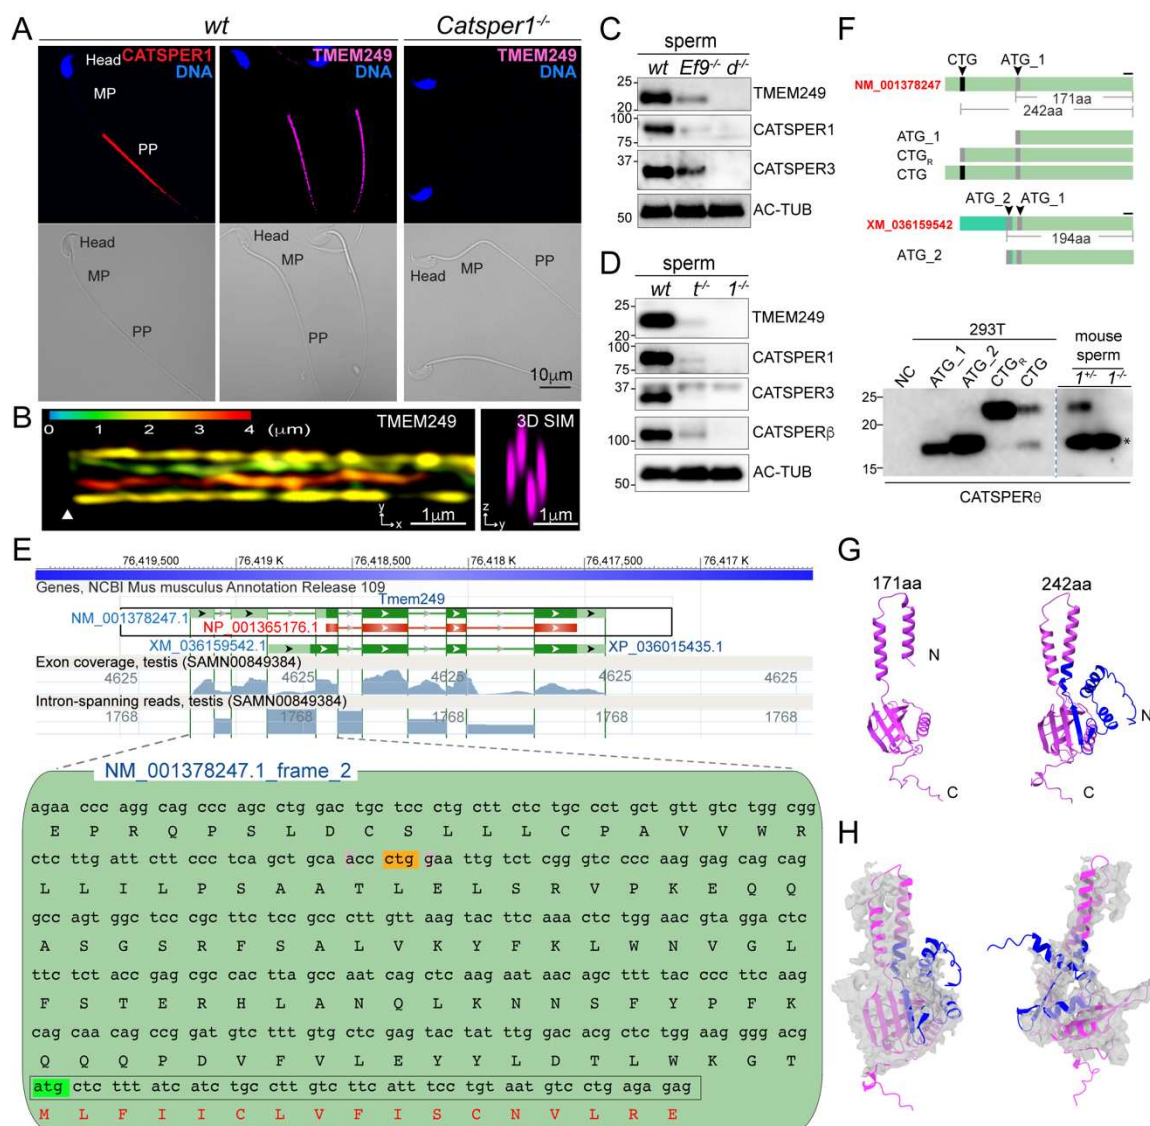 A
wt
Catsper1-/-
Head
CATSPER1
DNA
MP
PP
TMEM249
DNA
TMEM249
DNA
Head
MP
PP
Head
MP
PP
Head
MP
PP
10μm
B
0 1 2 3 4 (μm)
TMEM249
y
x
1μm
3D SIM
z
y
1μm
C
sperm
wt Ef9-/- d-/-
25
20
TMEM249
100
75
CATSPER1
37
CATSPER3
50
AC-TUB
D
sperm
wt t-/- 1-/-
25
20
TMEM249
100
75
CATSPER1
37
CATSPER3
100
CATSPERβ
50
AC-TUB
E
76,419,500 76,419 K 76,418,500 76,418 K 76,417,500 76,417 K
Genes, NCBI Mus musculus Annotation Release 109
Tmem249
NM_001378247.1
NP_001365176.1
XM_036159542.1 XP_036015435.1
Exon coverage, testis (SAMN00849384)
4625 4625 4625 4625
Intron-spanning reads, testis (SAMN00849384)
1768 1768 1768 1768
NM_001378247.1_frame_2
agaa ccc agg cag ccc agc ctg gac tgc tcc ctg ctt ctc tgc cct gct gtt gtc tgg cgg
E P R Q P S L D C S L L L C P A V V W R
ctc ttg att ctt ccc tca gct gca acc ctg gaa ttg tct cgg gtc ccc aag gag cag cag
L L I L P S A A T L E L S R V P K E Q Q
gcc agt ggc tcc cgc ttc tcc gcc ctt gtt aag tac ttc aaa ctc tgg aac gta gga ctc
A S G S R F S A L V K Y F K L W N V G L
ttc tct acc gag cgc cac tta gcc aat cag ctc aag aat aac agc ttt tac ccc ttc aag
F S T E R H L A N Q L K N N S F Y P F K
cag caa cag ccg gat gtc ttt gtg ctc gag tac tat ttg gac acg ctc tgg aag ggg acg
Q Q Q P D V F V L E Y Y L D T L W K G T
atg ctc ttt atc atc tgc ctt gtc ttc att tcc tgt aat gtc ctg aga gag
M L F I I C L V F I S C N V L R E
F
CTG ATG_1
NM_001378247
171aa
242aa
ATG_1
CTGR
CTG
ATG_2 ATG_1
XM_036159542
194aa
ATG_2
293T
mouse
sperm
NC ATG_1 ATG_2 CTGR CTG 1+/- 1-/-
25
20
15
*
CATSPERθ
G
171aa
N
C
242aa
N
C
H